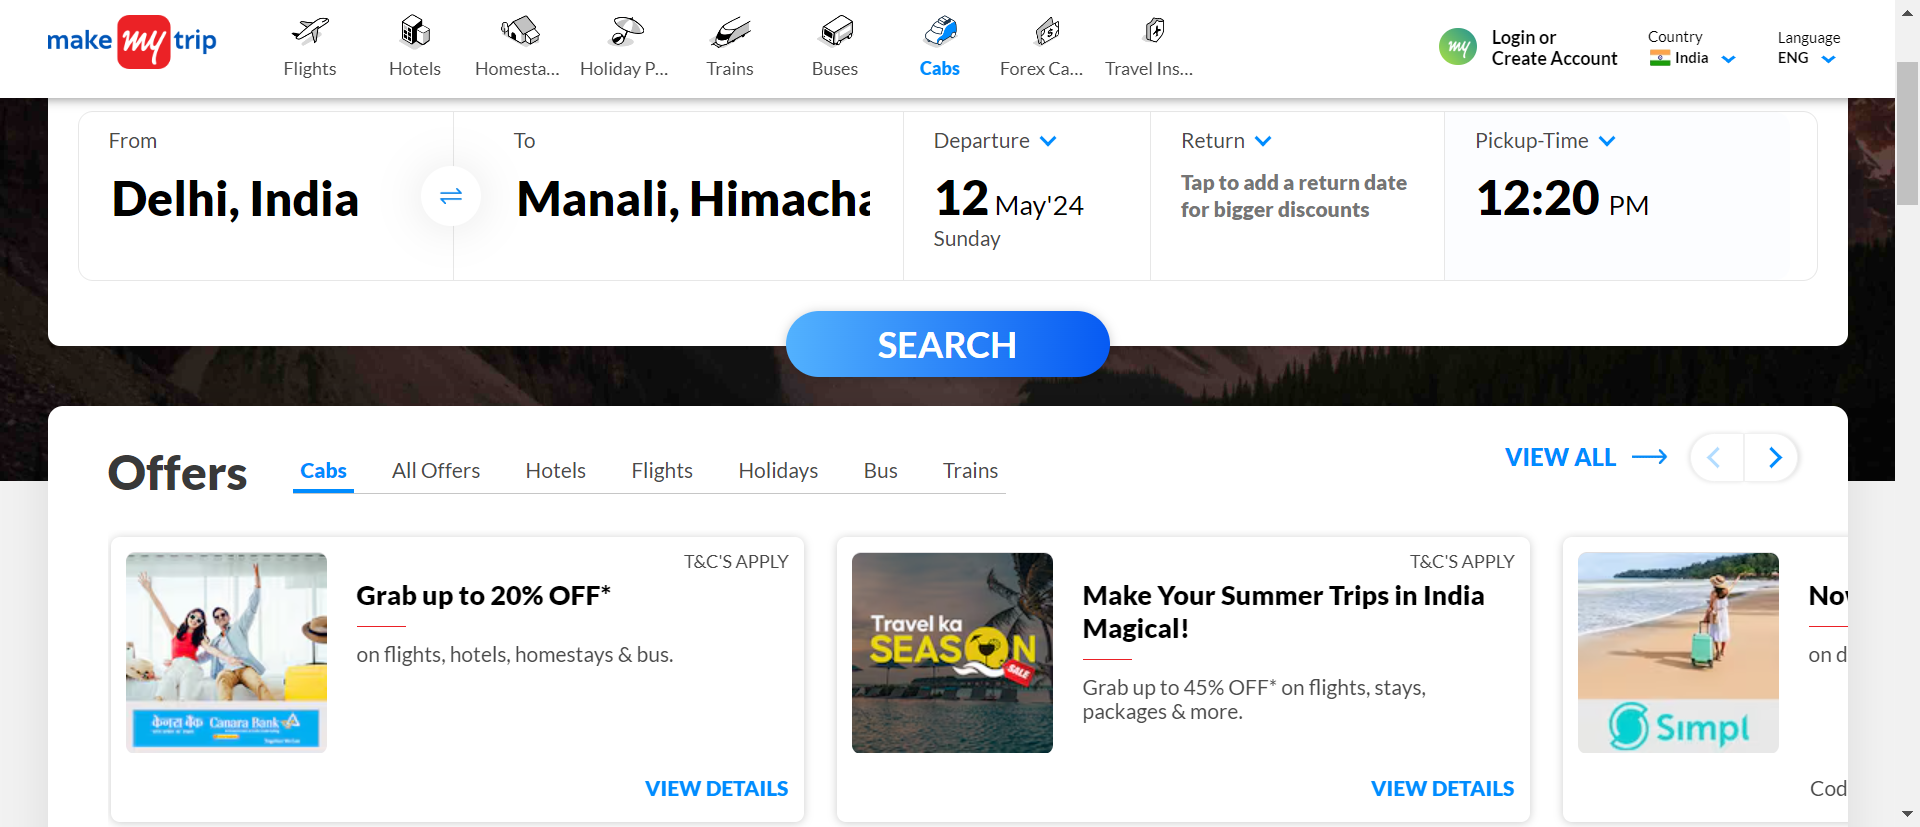 make my trip
Flights
Hotels
Homesta...
Holiday P...
Trains
Buses
Cabs
Forex Ca...
Travel Ins...
my
Login or
Create Account
Country
India
Language
ENG
From
Delhi, India
To
Manali, Himacha
Departure
12 May'24
Sunday
Return
Tap to add a return date
for bigger discounts
Pickup-Time
12:20 PM
SEARCH
Offers
Cabs
All Offers
Hotels
Flights
Holidays
Bus
Trains
VIEW ALL
T&C'S APPLY
Grab up to 20% OFF*
on flights, hotels, homestays & bus.
केनरा बैंक Canara Bank
VIEW DETAILS
T&C'S APPLY
Travel ka
SEASON
SALE
Make Your Summer Trips in India
Magical!
Grab up to 45% OFF* on flights, stays,
packages & more.
VIEW DETAILS
Simpl
on d
Cod